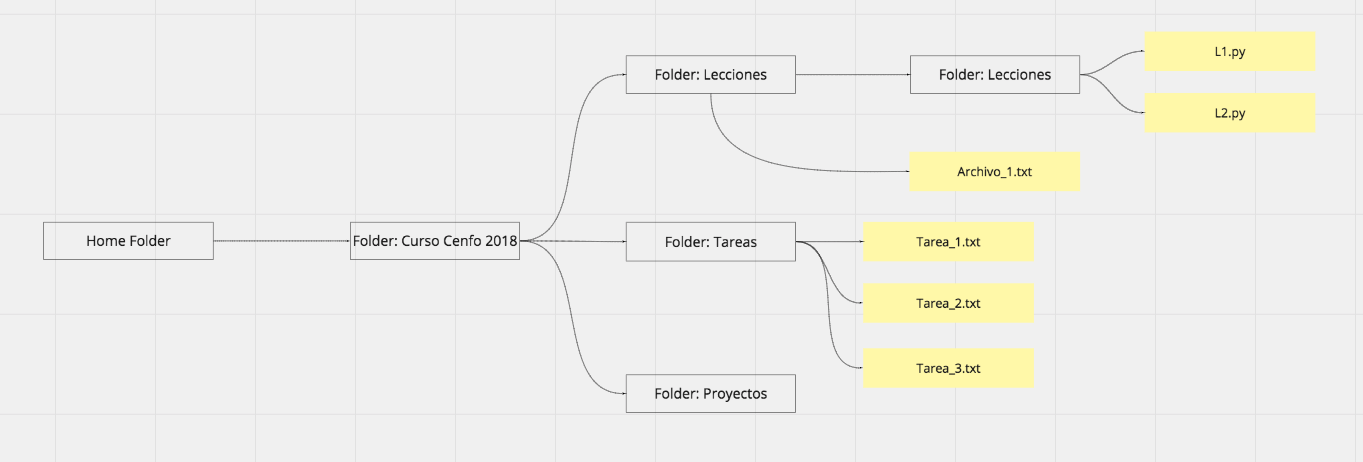 Home Folder
Folder: Curso Cenfo 2018
Folder: Lecciones
Folder: Lecciones
L1.py
L2.py
Archivo_1.txt
Folder: Tareas
Tarea_1.txt
Tarea_2.txt
Tarea_3.txt
Folder: Proyectos